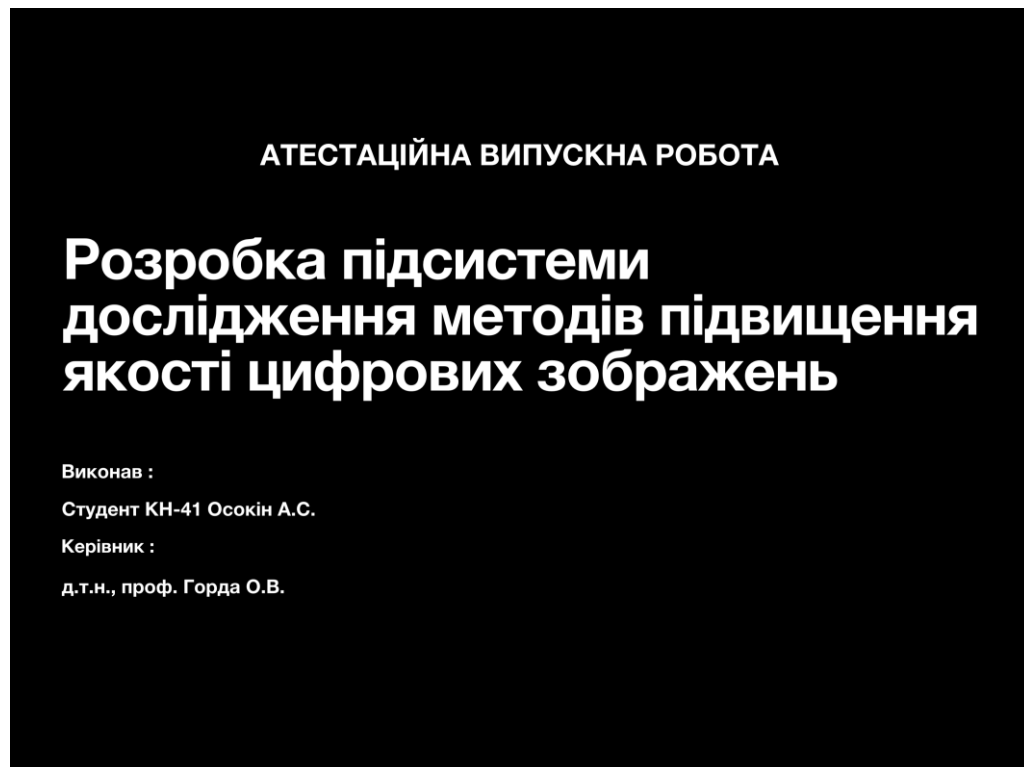 АТЕСТАЦІЙНА ВИПУСКНА РОБОТА
Розробка підсистеми
дослідження методів підвищення
якості цифрових зображень
Виконав :
Студент КН-41 Осокін А.С.
Керівник :
д.т.н., проф. Горда О.В.